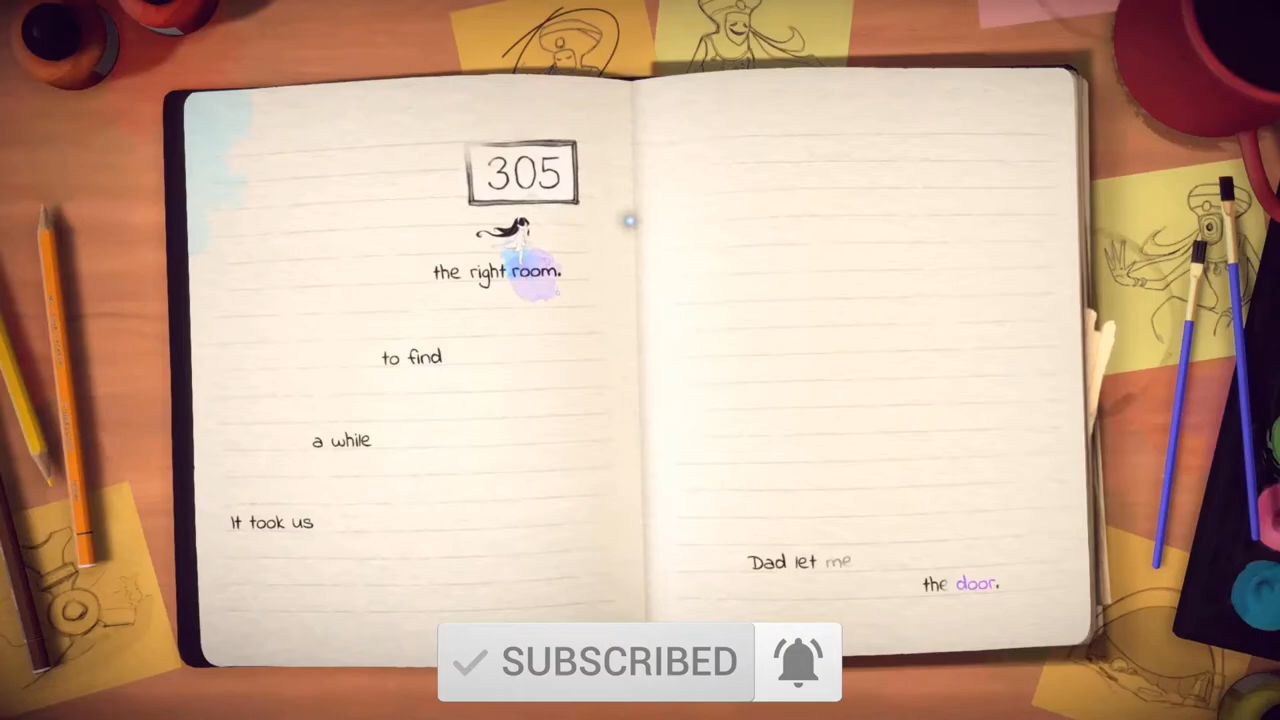 305
the right room.
to find
a while
It took us
Dad let me
the door.
SUBSCRIBED